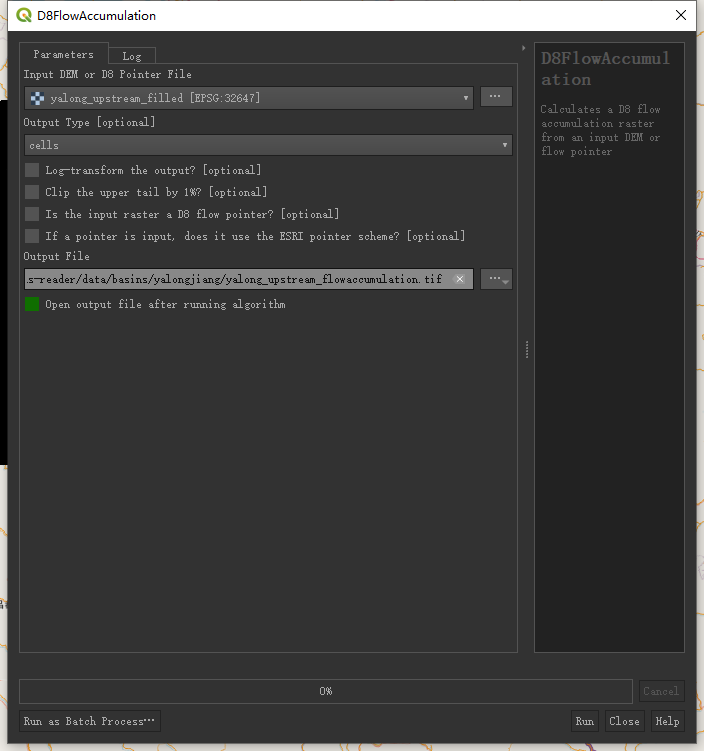 D8FlowAccumulation
Parameters
Log
Input DEM or D8 Pointer File
yalong_upstream_filled [EPSG:32647]
...
Output Type [optional]
cells
Log-transform the output? [optional]
Clip the upper tail by 1%? [optional]
Is the input raster a D8 flow pointer? [optional]
If a pointer is input, does it use the ESRI pointer scheme? [optional]
Output File
s-reader/data/basins/yalongjiang/yalong_upstream_flowaccumulation.tif
...
Open output file after running algorithm
D8FlowAccumul
ation
Calculates a D8 flow
accumulation raster
from an input DEM or
flow pointer
0%
Cancel
Run as Batch Process…
Run
Close
Help